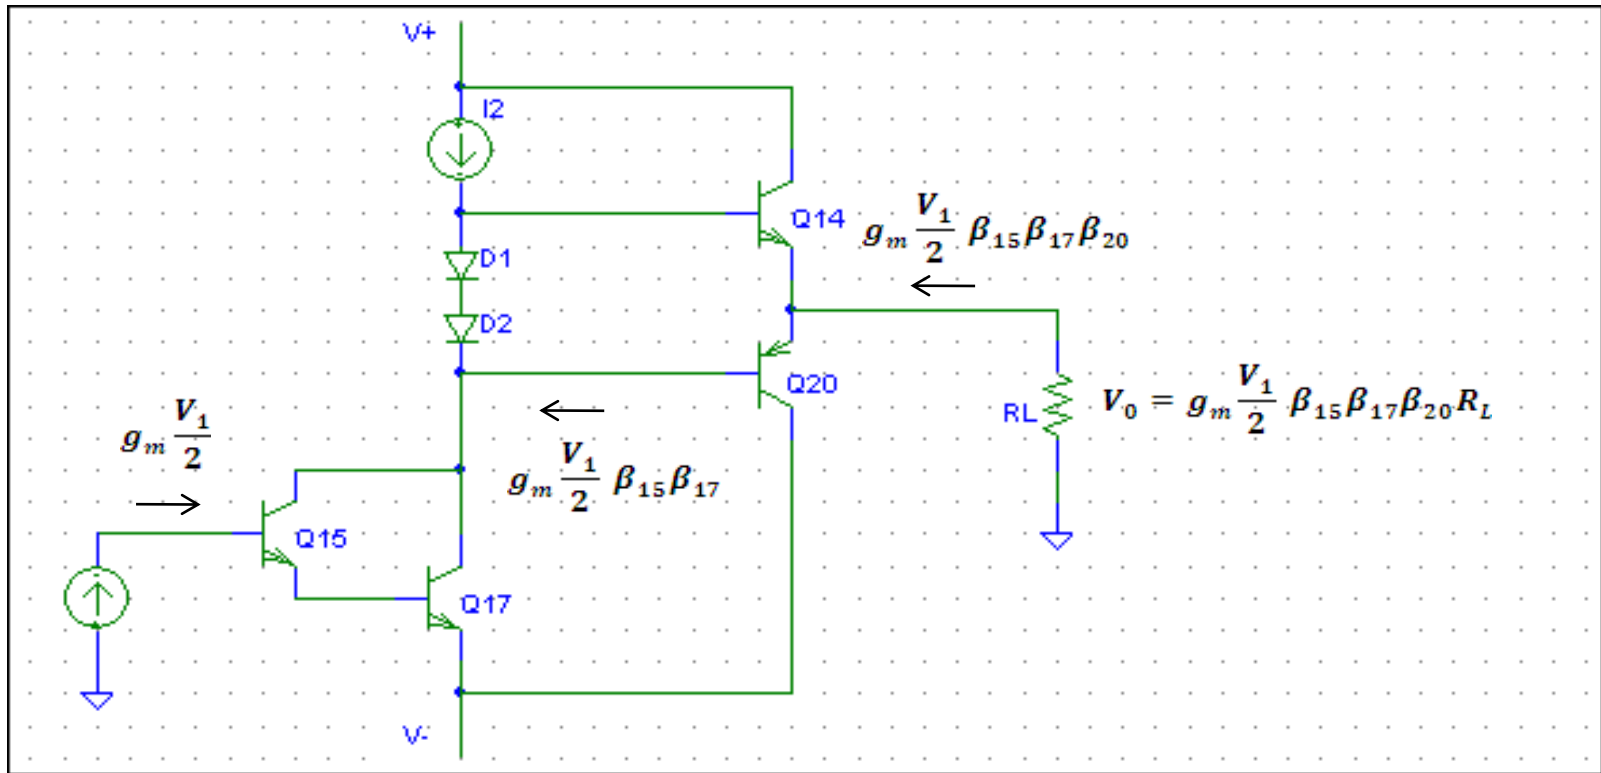 V+
I2
Q14
g_m V_1/2 β_15β_17β_20
D1
D2
Q20
RL
V_0 = g_m V_1/2 β_15β_17β_20R_L
g_m V_1/2
g_m V_1/2 β_15β_17
Q15
Q17
V-